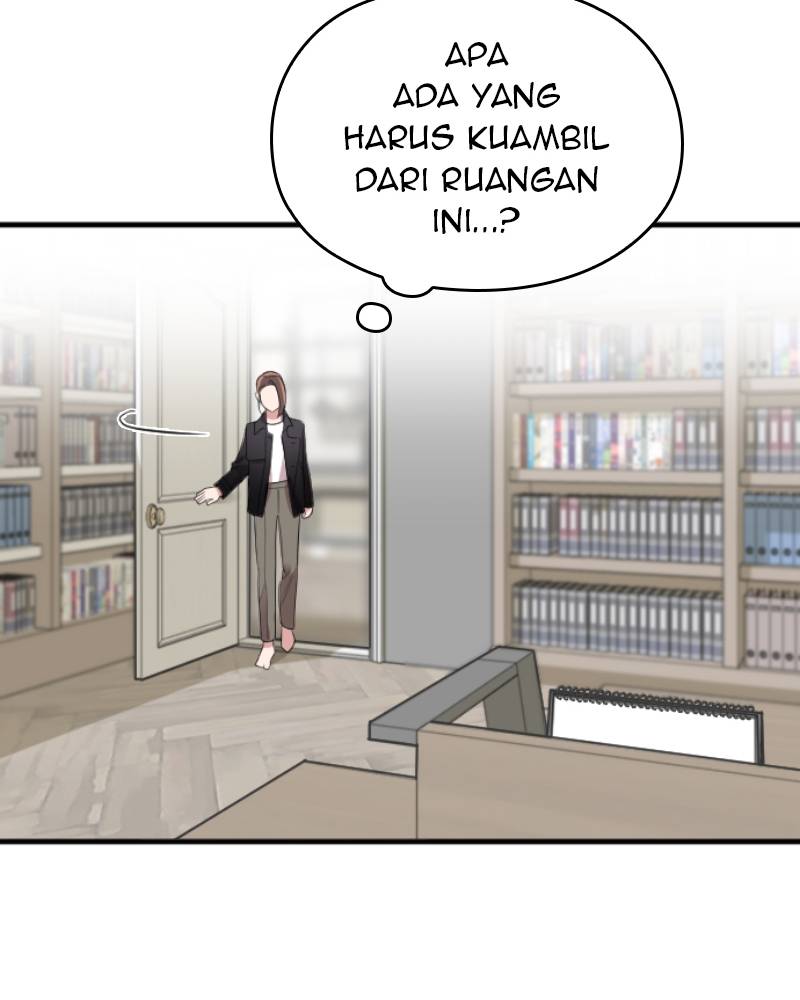 APA
ADA YANG
HARUS KUAMBIL
DARI RUANGAN
INI...?